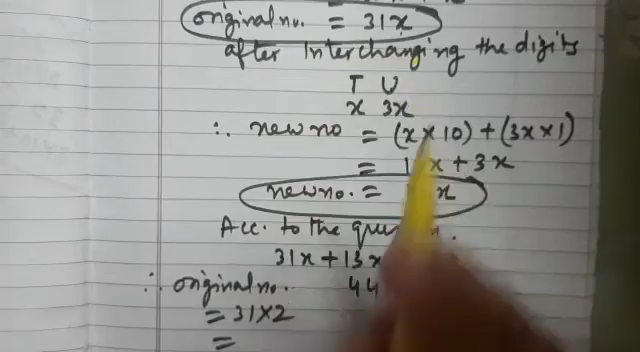 original no. = 31x
after Interchanging the digits
T U
x 3x
∴ new no = (x × 10) + (3x × 1)
= 1 x + 3x
new no. = x
Acc. to the
31x + 13x
∴ original no. 44
= 31×2
=